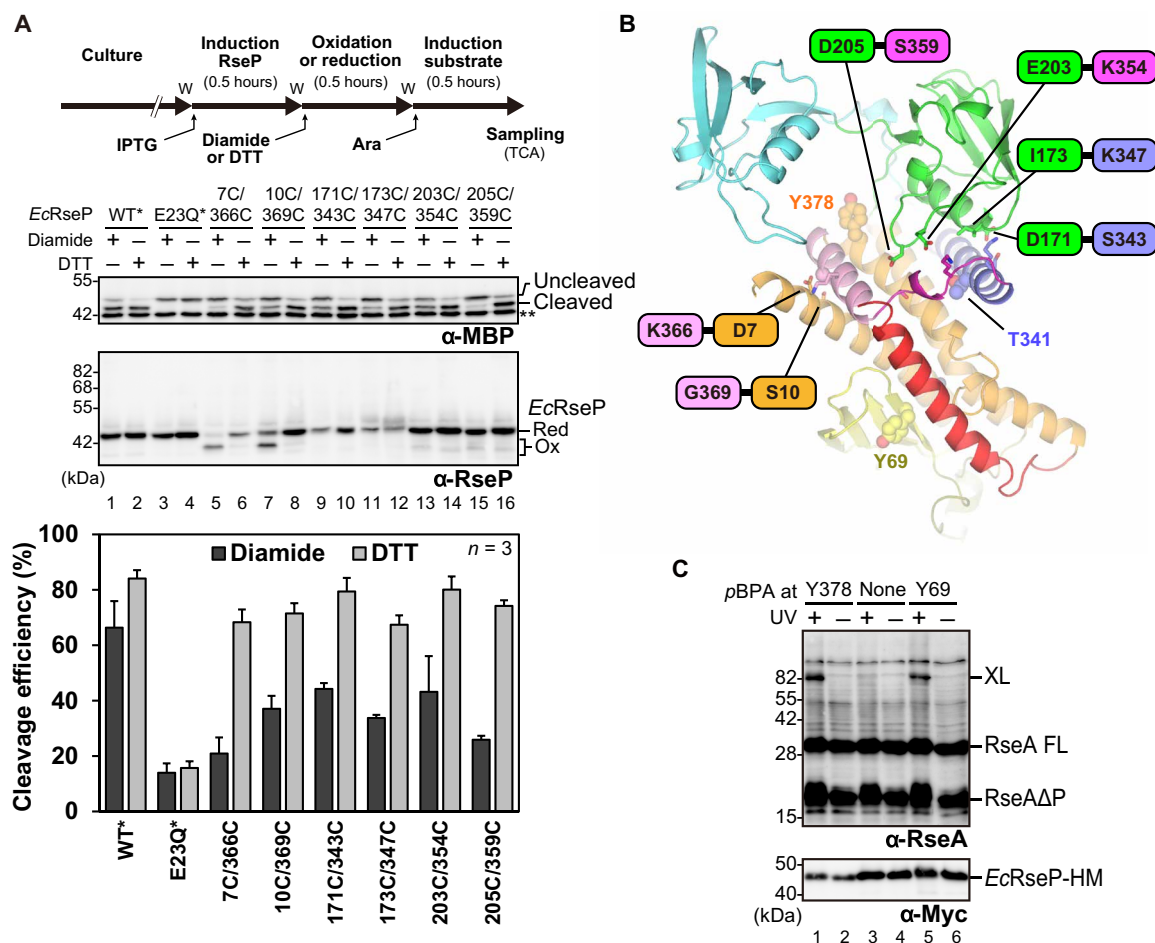 A
Culture
Induction
RseP
(0.5 hours)
Oxidation
or reduction
(0.5 hours)
Induction
substrate
(0.5 hours)
W W W
IPTG
Diamide
or DTT
Ara
Sampling
(TCA)
7C/ 10C/ 171C/ 173C/ 203C/ 205C/
EcRseP WT* E23Q* 366C 369C 343C 347C 354C 359C
Diamide + − + − + − + − + − + − + − + −
DTT − + − + − + − + − + − + − + − +
55
42
Uncleaved
Cleaved
**
α-MBP
82
68
55
42
EcRseP
Red
Ox
(kDa)
α-RseP
1 2 3 4 5 6 7 8 9 10 11 12 13 14 15 16
Cleavage efficiency (%)
100
80
60
40
20
0
Diamide DTT n = 3
WT* E23Q* 7C/366C 10C/369C 171C/343C 173C/347C 203C/354C 205C/359C
B
D205 S359
E203 K354
I173 K347
D171 S343
Y378
K366 D7
T341
G369 S10
Y69
C
pBPA at Y378 None Y69
UV + − + − + −
82
55
42
28
15
XL
RseA FL
RseAΔP
α-RseA
50
40
EcRseP-HM
(kDa)
α-Myc
1 2 3 4 5 6